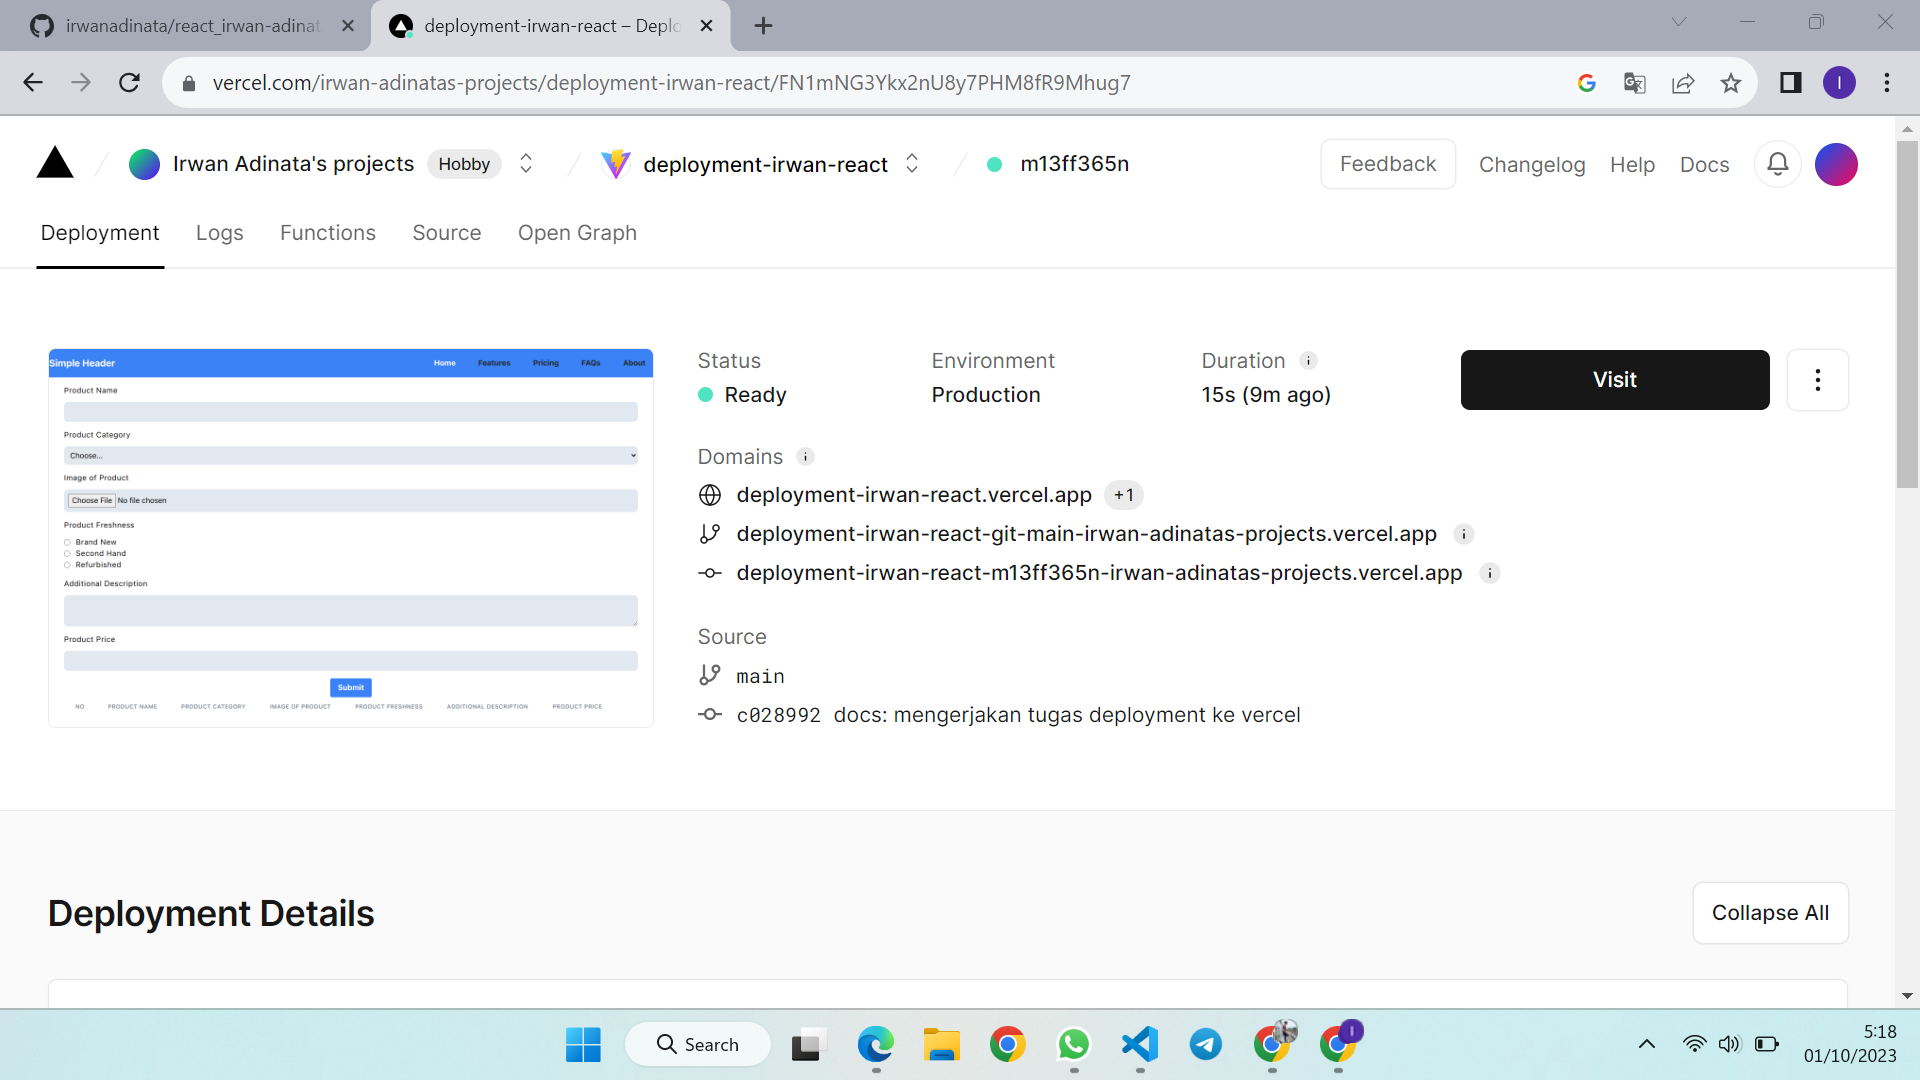 irwanadinata/react_irwan-adinat
deployment-irwan-react – Deplo
vercel.com/irwan-adinatas-projects/deployment-irwan-react/FN1mNG3Ykx2nU8y7PHM8fR9Mhug7
I
Irwan Adinata's projects Hobby
deployment-irwan-react
m13ff365n
Feedback Changelog Help Docs
Deployment Logs Functions Source Open Graph
Simple Header Home Features Pricing FAQs About
Product Name
Product Category
Choose...
Image of Product
Choose File No file chosen
Product Freshness
Brand New
Second Hand
Refurbished
Additional Description
Product Price
Submit
NO PRODUCT NAME PRODUCT CATEGORY IMAGE OF PRODUCT PRODUCT FRESHNESS ADDITIONAL DESCRIPTION PRODUCT PRICE
Status Environment Duration
Ready Production 15s (9m ago)
Visit
Domains
deployment-irwan-react.vercel.app +1
deployment-irwan-react-git-main-irwan-adinatas-projects.vercel.app
deployment-irwan-react-m13ff365n-irwan-adinatas-projects.vercel.app
Source
main
c028992 docs: mengerjakan tugas deployment ke vercel
Deployment Details
Collapse All
Search
I
5:18
01/10/2023